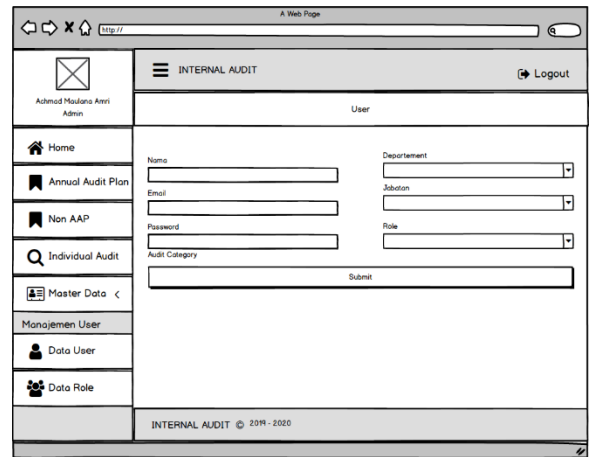 A Web Page
http://
INTERNAL AUDIT
Logout
Achmad Maulana Amri
Admin
User
Home
Annual Audit Plan
Non AAP
Individual Audit
Master Data <
Manajemen User
Data User
Data Role
Nama
Email
Password
Audit Category
Departement
Jabatan
Role
Submit
INTERNAL AUDIT © 2019 - 2020